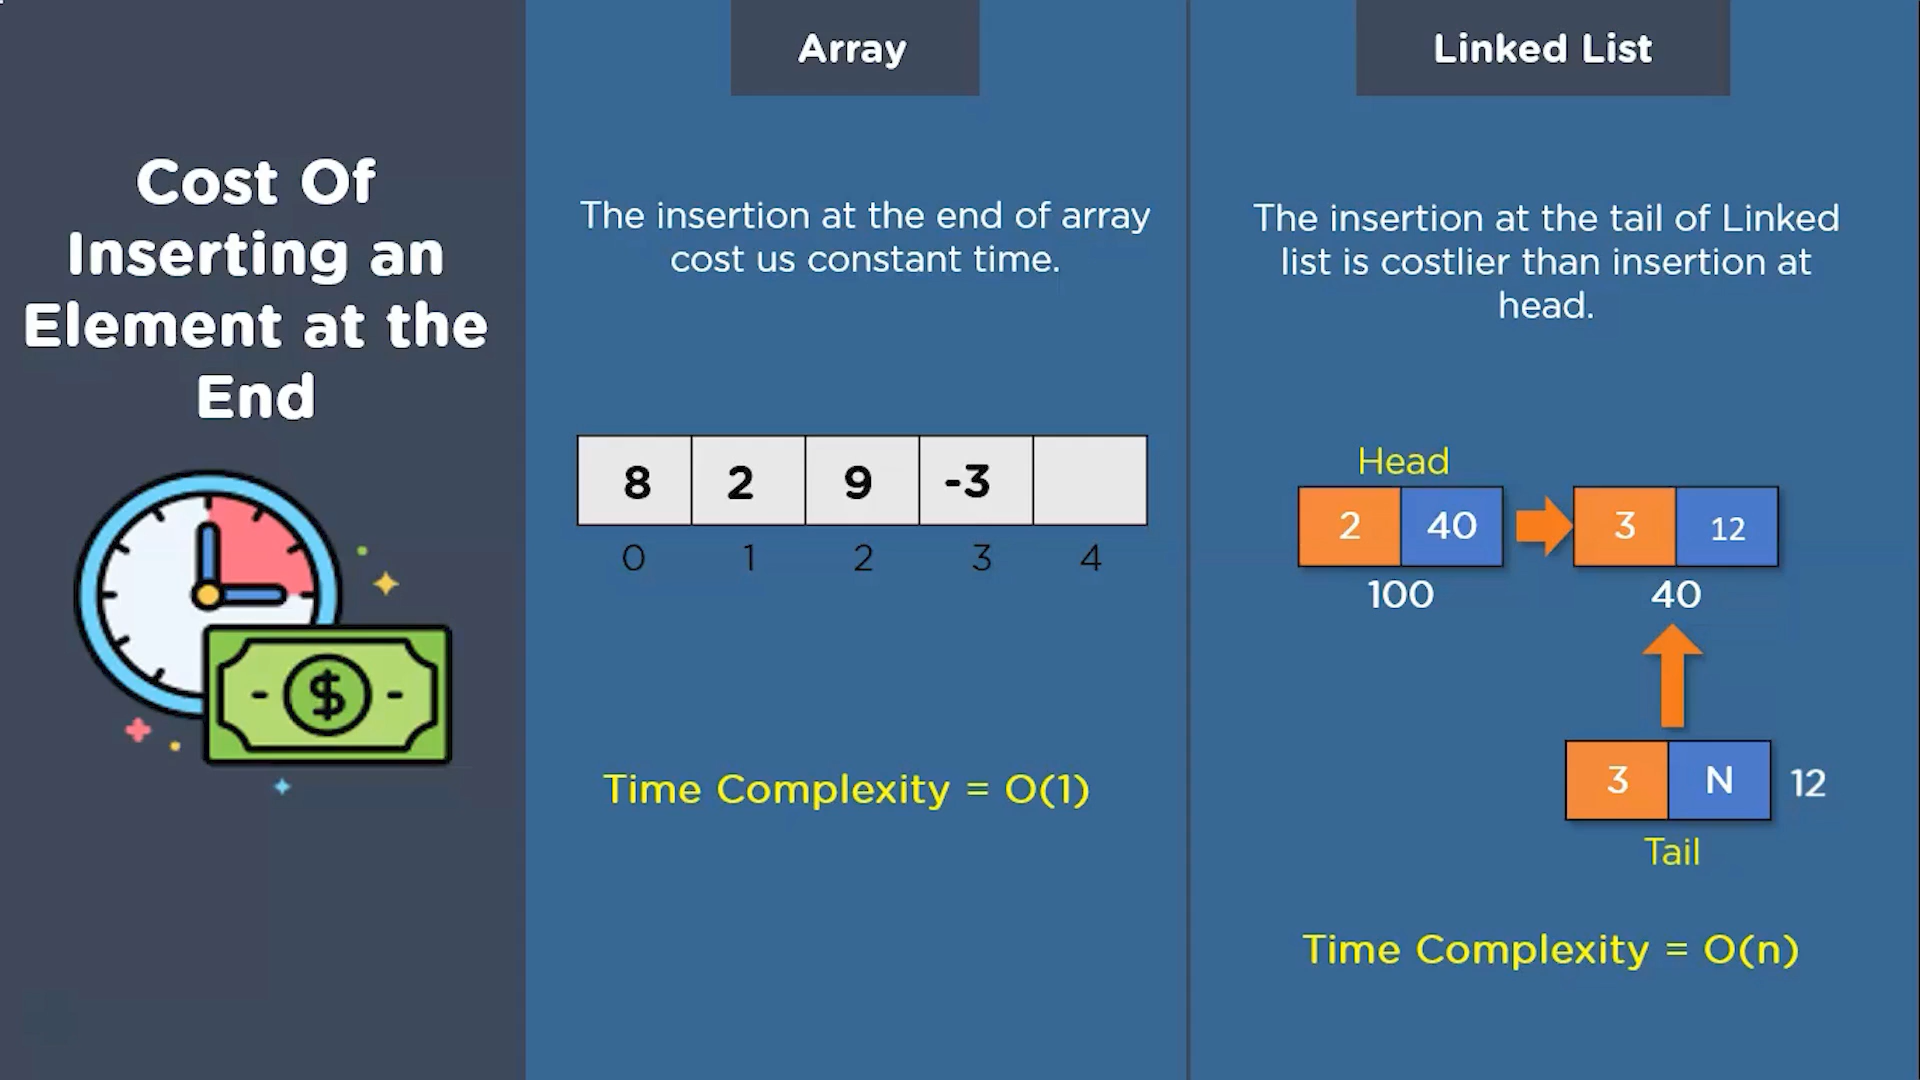 Cost Of
Inserting an
Element at the
End
$
Array
The insertion at the end of array
cost us constant time.
8 2 9 -3
0 1 2 3 4
Time Complexity = O(1)
Linked List
The insertion at the tail of Linked
list is costlier than insertion at
head.
Head
2 40 3 12
100 40
3 N 12
Tail
Time Complexity = O(n)